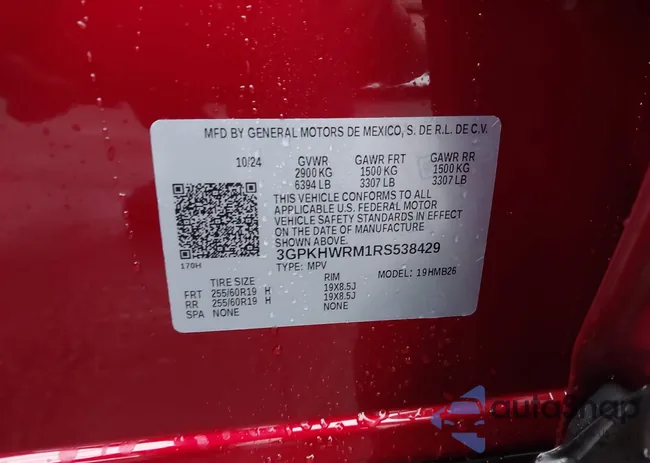 MFD BY GENERAL MOTORS DE MEXICO, S. DE R.L. DE C.V.
10/24 GVWR GAWR FRT GAWR RR
2900 KG 1500 KG 1500 KG
6394 LB 3307 LB 3307 LB
THIS VEHICLE CONFORMS TO ALL
APPLICABLE U.S. FEDERAL MOTOR
VEHICLE SAFETY STANDARDS IN EFFECT
ON THE DATE OF MANUFACTURE
SHOWN ABOVE.
3GPKHWRM1RS538429
170H TYPE: MPV MODEL: 19HMB26
TIRE SIZE RIM
FRT 255/60R19 H 19X8.5J
RR 255/60R19 H 19X8.5J
SPA NONE NONE
autoSnap